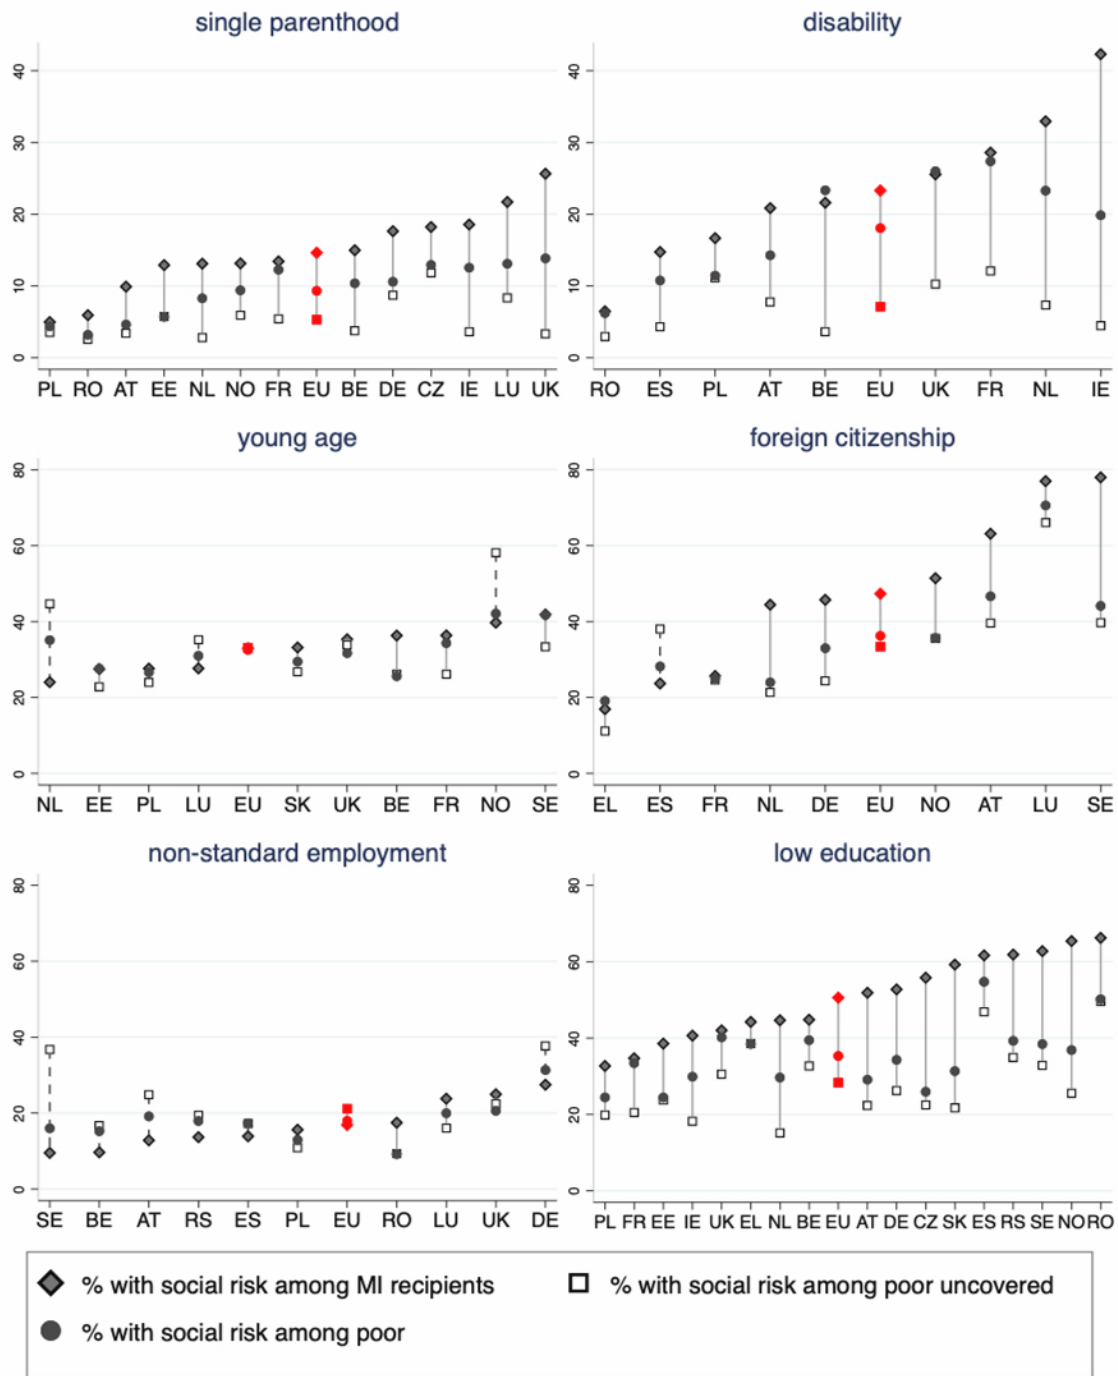 single parenthood
disability
40
30
20
10
0
PL RO AT EE NL NO FR EU BE DE CZ IE LU UK
40
30
20
10
0
RO ES PL AT BE EU UK FR NL IE
young age
foreign citizenship
80
60
40
20
0
NL EE PL LU EU SK UK BE FR NO SE
80
60
40
20
0
EL ES FR NL DE EU NO AT LU SE
non-standard employment
low education
80
60
40
20
0
SE BE AT RS ES PL EU RO LU UK DE
80
60
40
20
0
PL FR EE IE UK EL NL BE EU AT DE CZ SK ES RS SE NO RO
% with social risk among MI recipients
% with social risk among poor uncovered
% with social risk among poor